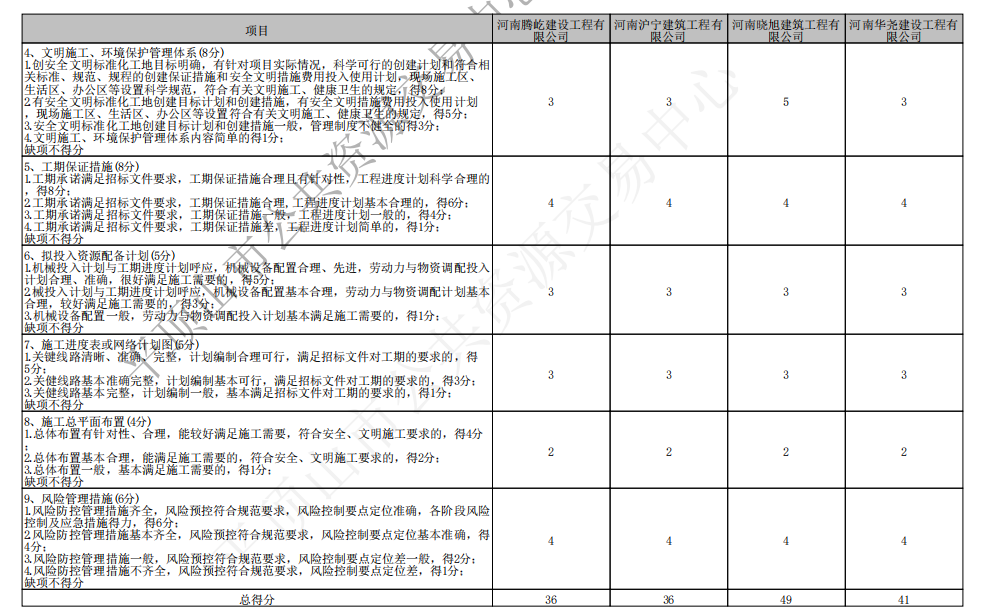 项目
河南腾屹建设工程有
限公司
河南沪宁建筑工程有
限公司
河南晓旭建筑工程有
限公司
河南华尧建设工程有
限公司
4、文明施工、环境保护管理体系(8分)
1.创安全文明标准化工地目标明确，有针对项目实际情况，科学可行的创建计划和符合相
关标准、规范、规程的创建保证措施和安全文明措施费用投入使用计划，现场施工区、
生活区、办公区等设置科学规范，符合有关文明施工、健康卫生的规定，得8分；
2有安全文明标准化工地创建目标计划和创建措施，有安全文明措施费用投入使用计划
，现场施工区、生活区、办公区等设置符合有关文明施工、健康卫生的规定，得5分；
3.安全文明标准化工地创建目标计划和创建措施一般，管理制度不健全的得3分；
4.文明施工、环境保护管理体系内容简单的得1分；
缺项不得分
3 3 5 3
5、工期保证措施(8分)
1.工期承诺满足招标文件要求，工期保证措施合理且有针对性，工程进度计划科学合理的
，得8分；
2工期承诺满足招标文件要求，工期保证措施合理,工程进度计划基本合理的，得6分；
3.工期承诺满足招标文件要求，工期保证措施一般，工程进度计划一般的，得4分；
4.工期承诺满足招标文件要求，工期保证措施差，工程进度计划简单的，得1分；
缺项不得分
4 4 4 4
6、拟投入资源配备计划(5分)
1.机械投入计划与工期进度计划呼应，机械设备配置合理、先进，劳动力与物资调配投入
计划合理、准确，很好满足施工需要的，得5分；
2械投入计划与工期进度计划呼应，机械设备配置基本合理，劳动力与物资调配计划基本
合理，较好满足施工需要的，得3分；
3.机械设备配置一般，劳动力与物资调配投入计划基本满足施工需要的，得1分；
缺项不得分
3 3 3 3
7、施工进度表或网络计划图(5分)
1.关键线路清晰、准确、完整，计划编制合理可行，满足招标文件对工期的要求的，得
5分；
2.关健线路基本准确完整，计划编制基本可行，满足招标文件对工期的要求的，得3分；
3.关健线路基本完整，计划编制一般，基本满足招标文件对工期的要求的，得1分；
缺项不得分
3 3 3 3
8、施工总平面布置(4分)
1.总体布置有针对性、合理，能较好满足施工需要，符合安全、文明施工要求的，得4分
；
2.总体布置基本合理，能满足施工需要的，符合安全、文明施工要求的，得2分；
3.总体布置一般，基本满足施工需要的，得1分；
缺项不得分
2 2 2 2
9、风险管理措施(6分)
1.风险防控管理措施齐全，风险预控符合规范要求，风险控制要点定位准确，各阶段风险
控制及应急措施得力，得6分；
2风险防控管理措施基本齐全，风险预控符合规范要求，风险控制要点定位基本准确，得
4分；
3.风险防控管理措施一般，风险预控符合规范要求，风险控制要点定位差一般，得2分；
4.风险防控管理措施不齐全，风险预控符合规范要求，风险控制要点定位差，得1分；
缺项不得分
4 4 4 4
总得分 36 36 49 41
平顶山市公共资源交易中心
平顶山市公共资源交易中心